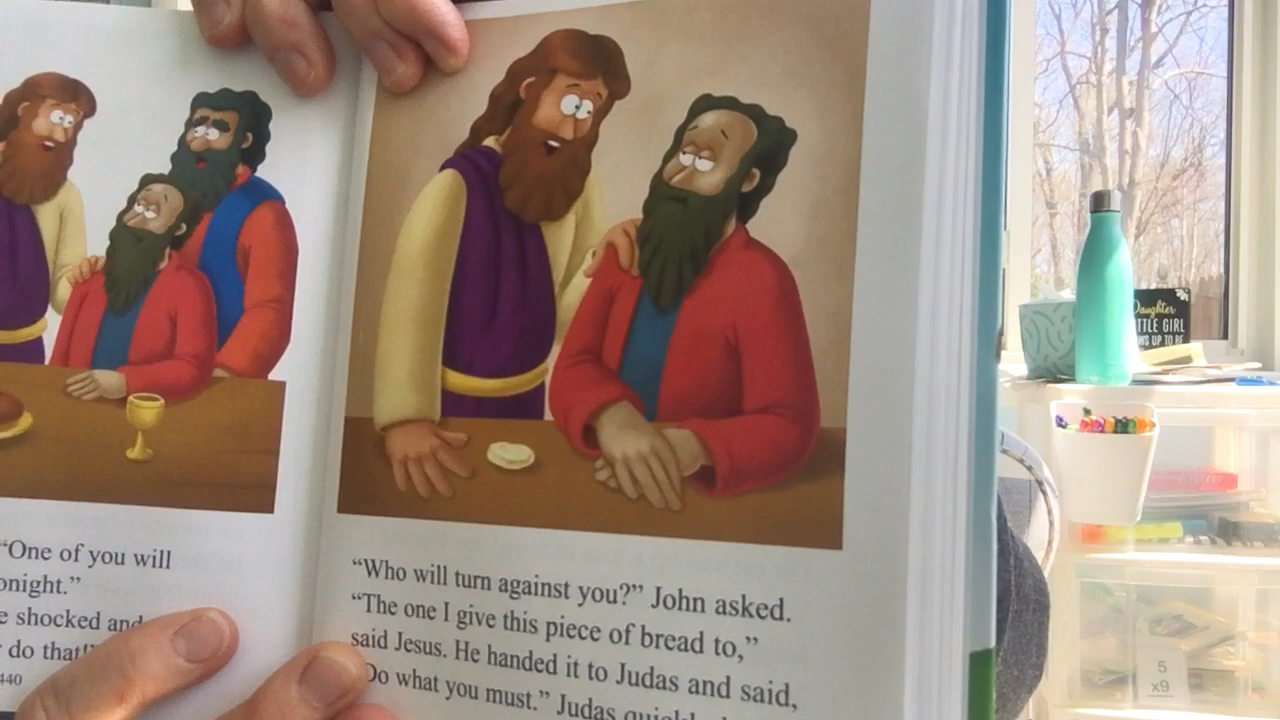 “One of you will
onight.”
e shocked and
do that!”
440
“Who will turn against you?” John asked.
“The one I give this piece of bread to,”
said Jesus. He handed it to Judas and said,
Do what you must.” Judas
Daughter
TTLE GIRL
WS UP TO BE
5
x9